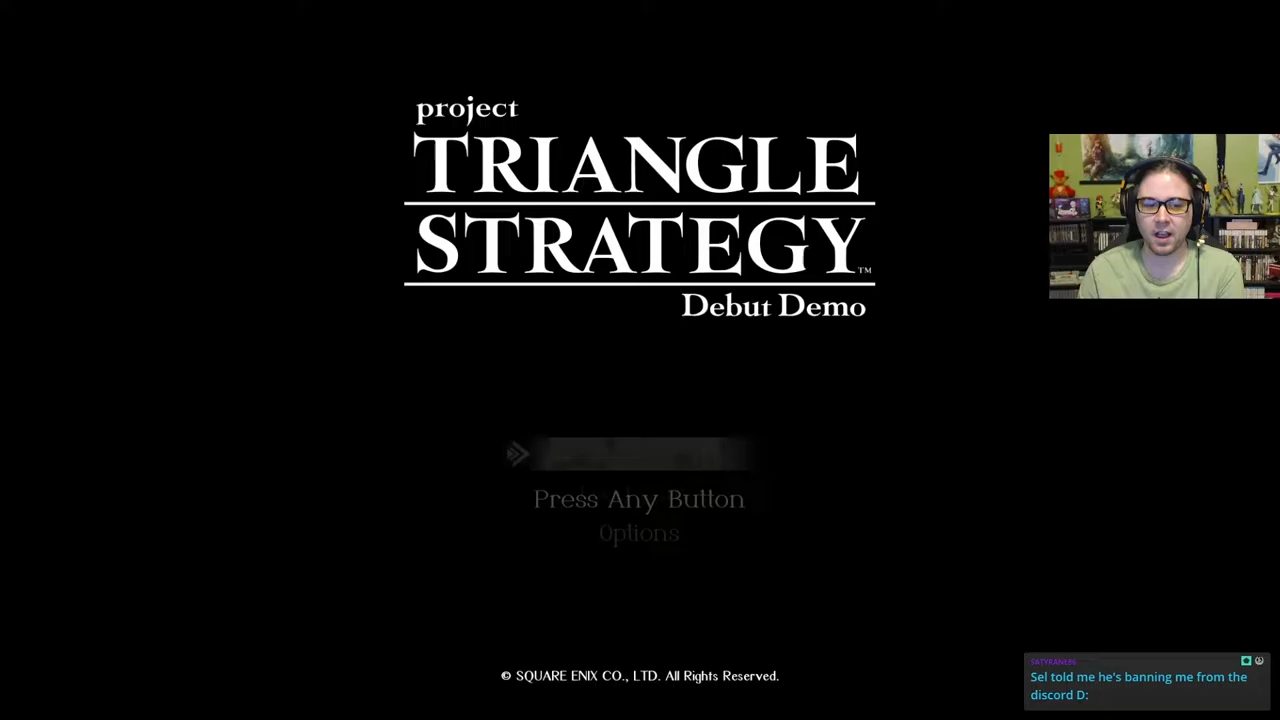 project
TRIANGLE
STRATEGY™
Debut Demo
Press Any Button
Options
© SQUARE ENIX CO., LTD. All Rights Reserved.
Sel told me he's banning me from the
discord D: